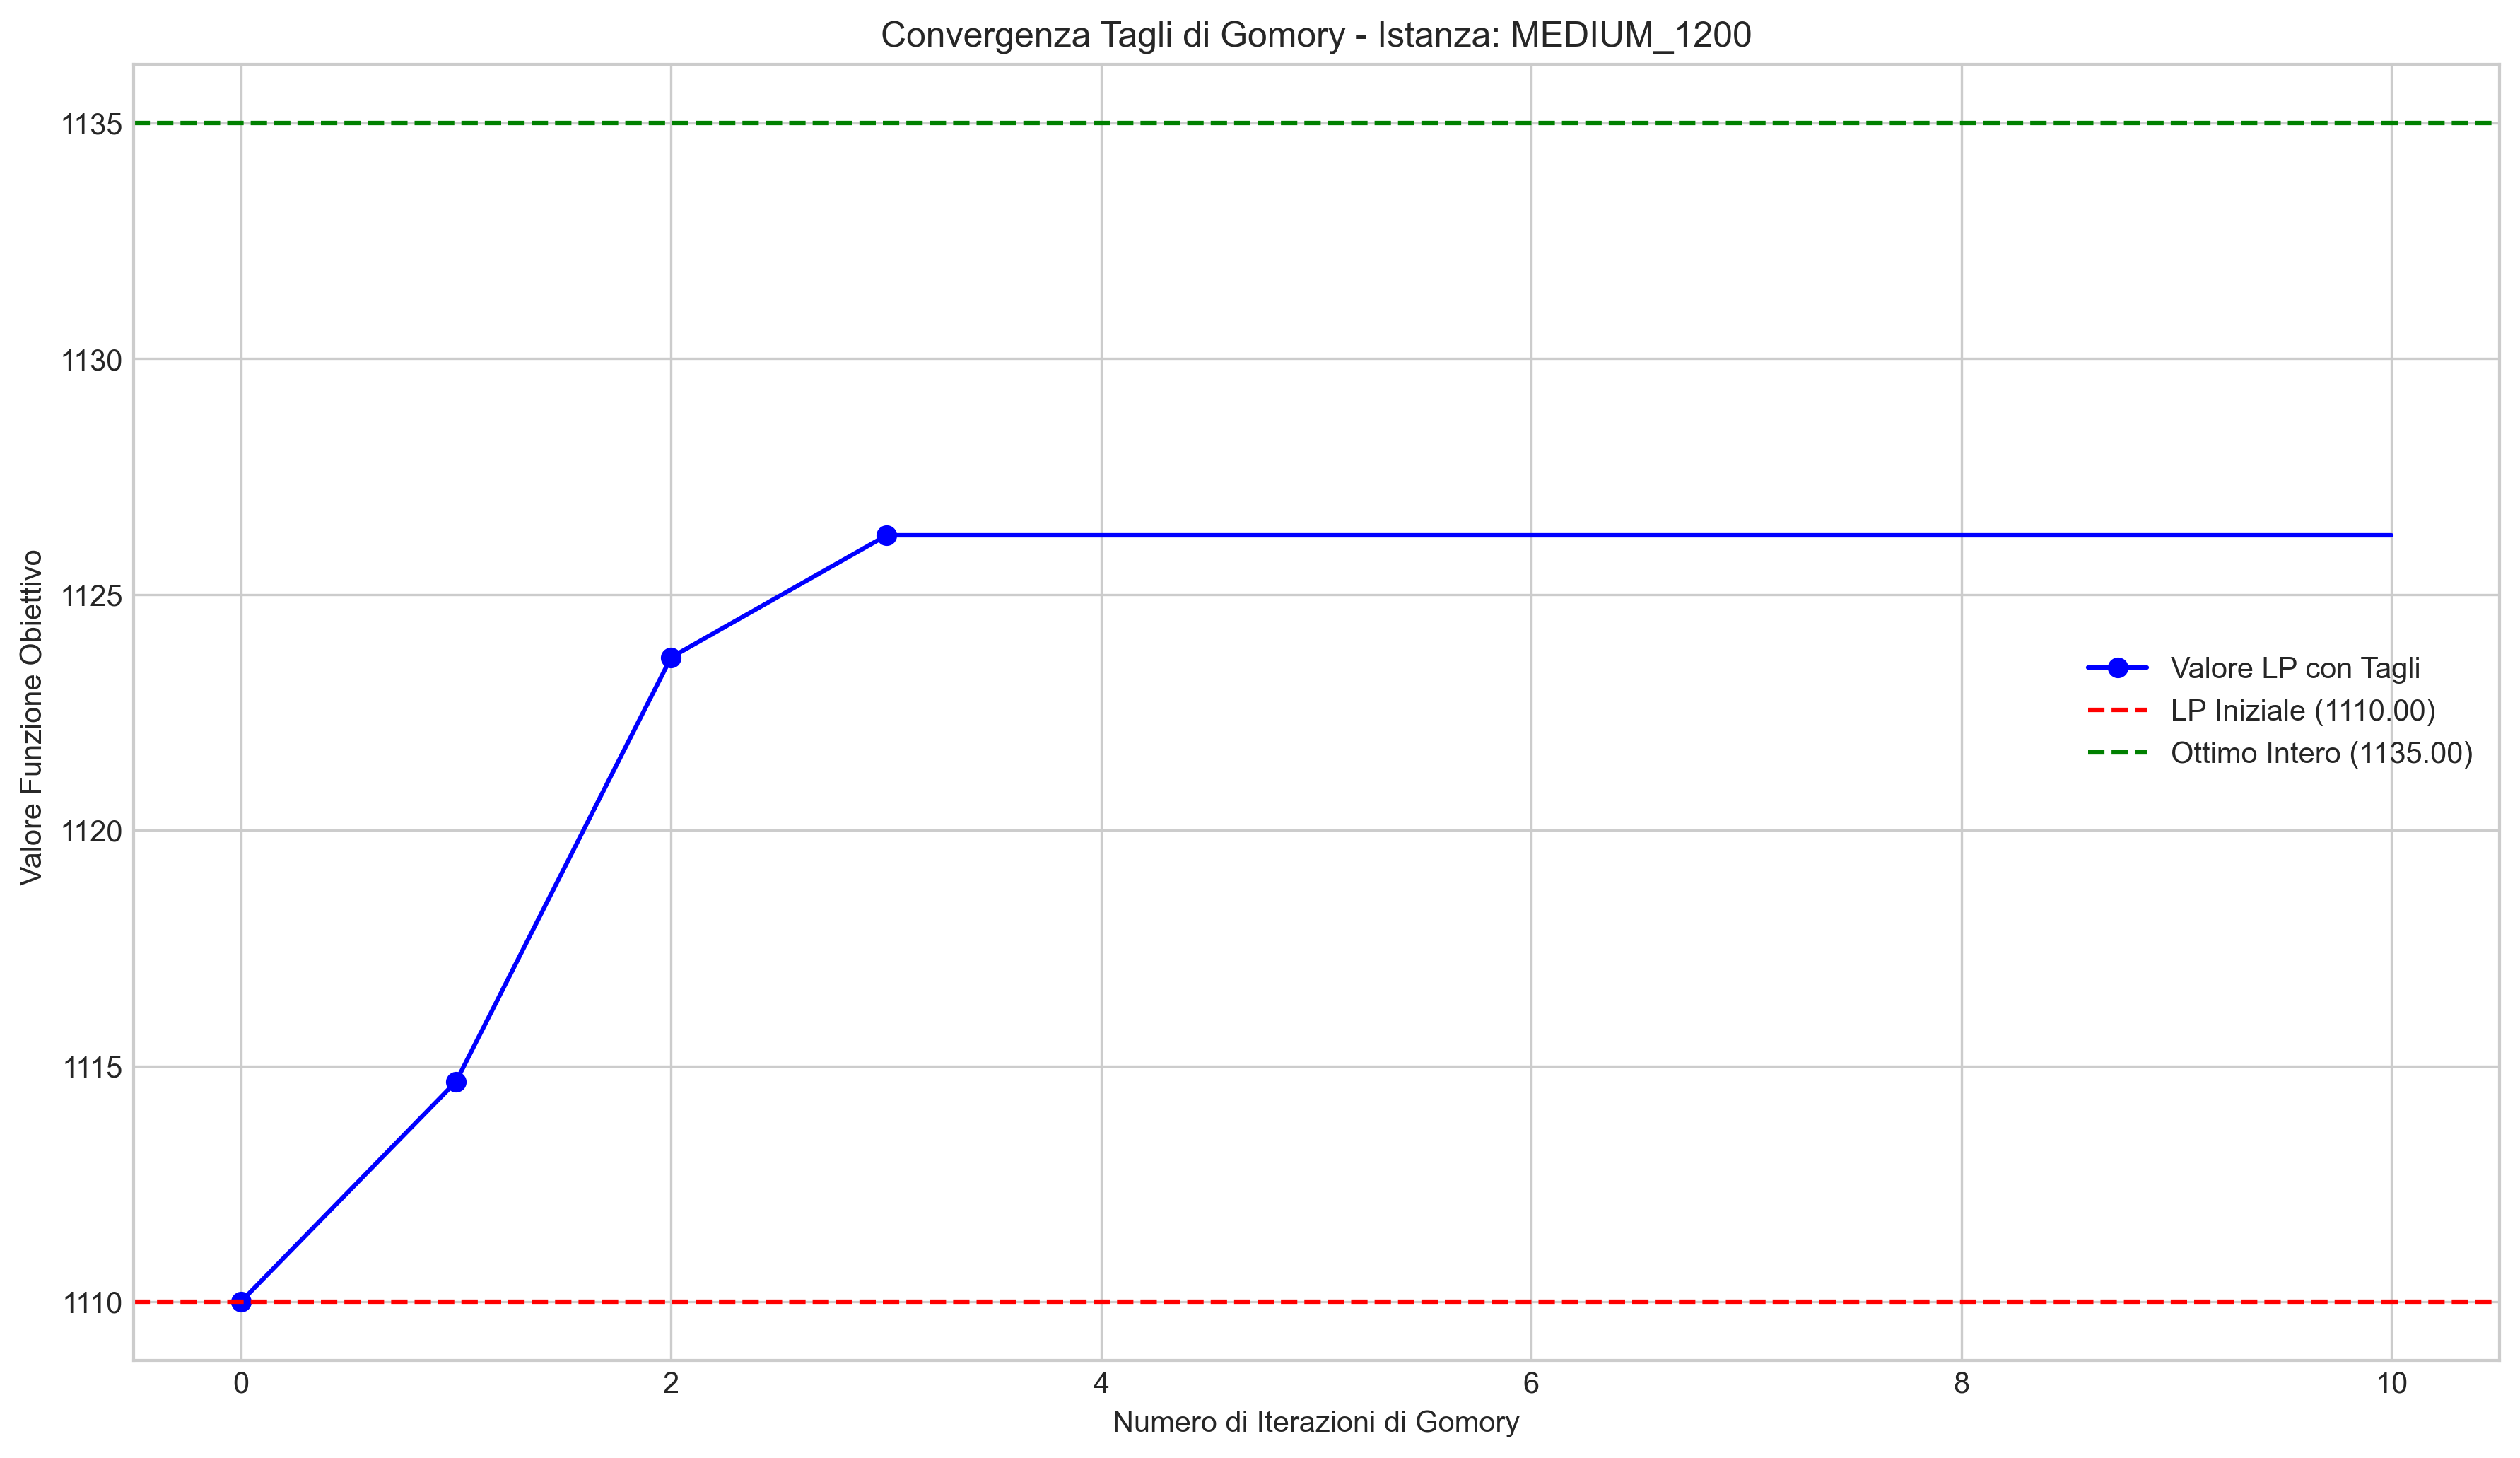 Convergenza Tagli di Gomory - Istanza: MEDIUM_1200
Valore Funzione Obiettivo
1135
1130
1125
1120
1115
1110
Valore LP con Tagli
LP Iniziale (1110.00)
Ottimo Intero (1135.00)
0 2 4 6 8 10
Numero di Iterazioni di Gomory